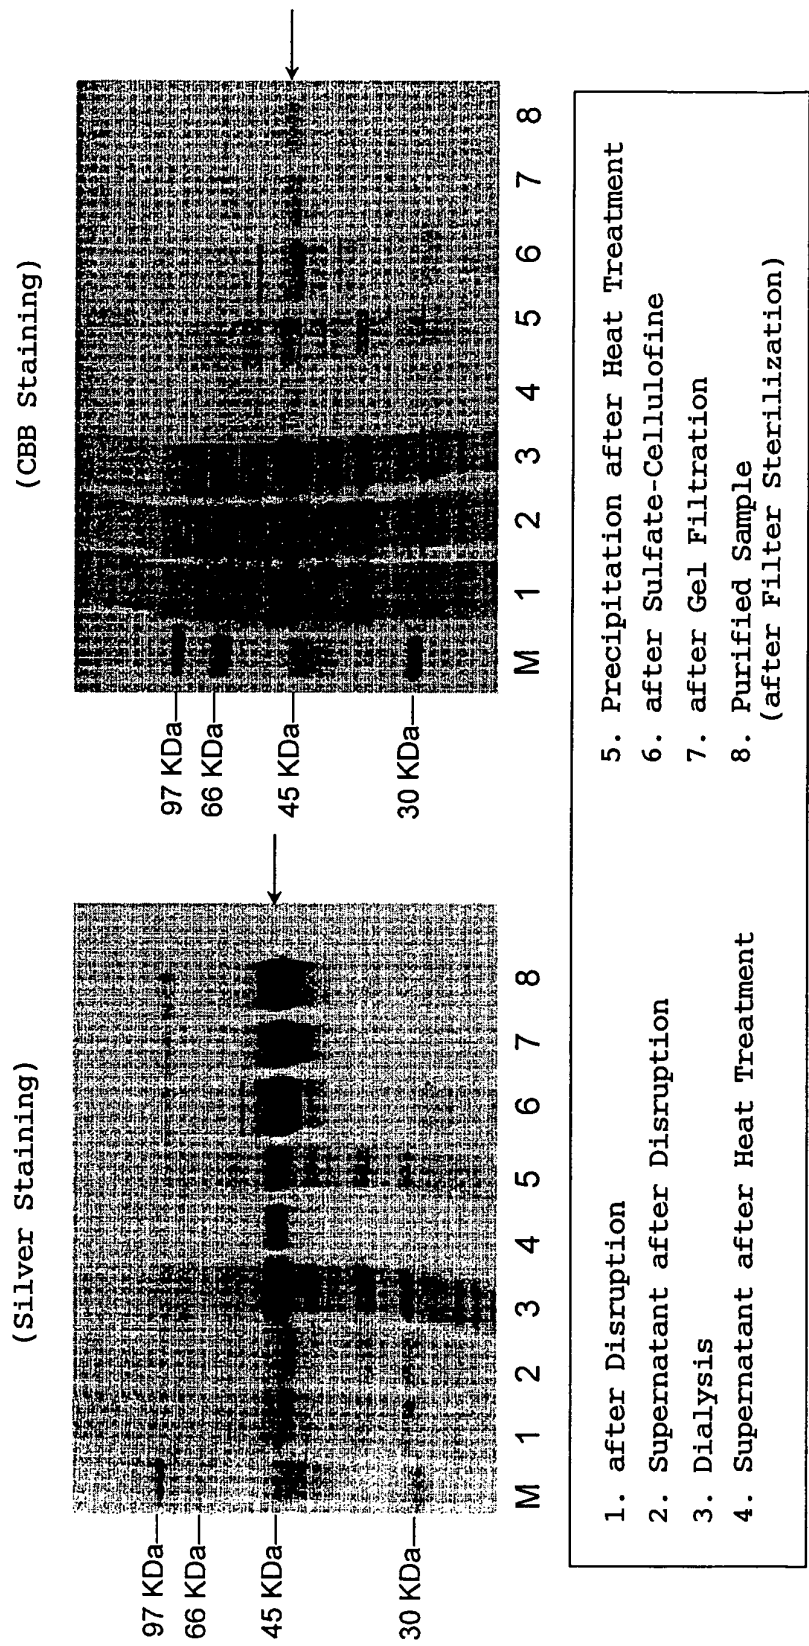 (Silver Staining)
97 KDa
66 KDa
45 KDa
30 KDa
M 1 2 3 4 5 6 7 8
(CBB Staining)
97 KDa
66 KDa
45 KDa
30 KDa
M 1 2 3 4 5 6 7 8
1. after Disruption
2. Supernatant after Disruption
3. Dialysis
4. Supernatant after Heat Treatment
5. Precipitation after Heat Treatment
6. after Sulfate-Cellulofine
7. after Gel Filtration
8. Purified Sample
(after Filter Sterilization)